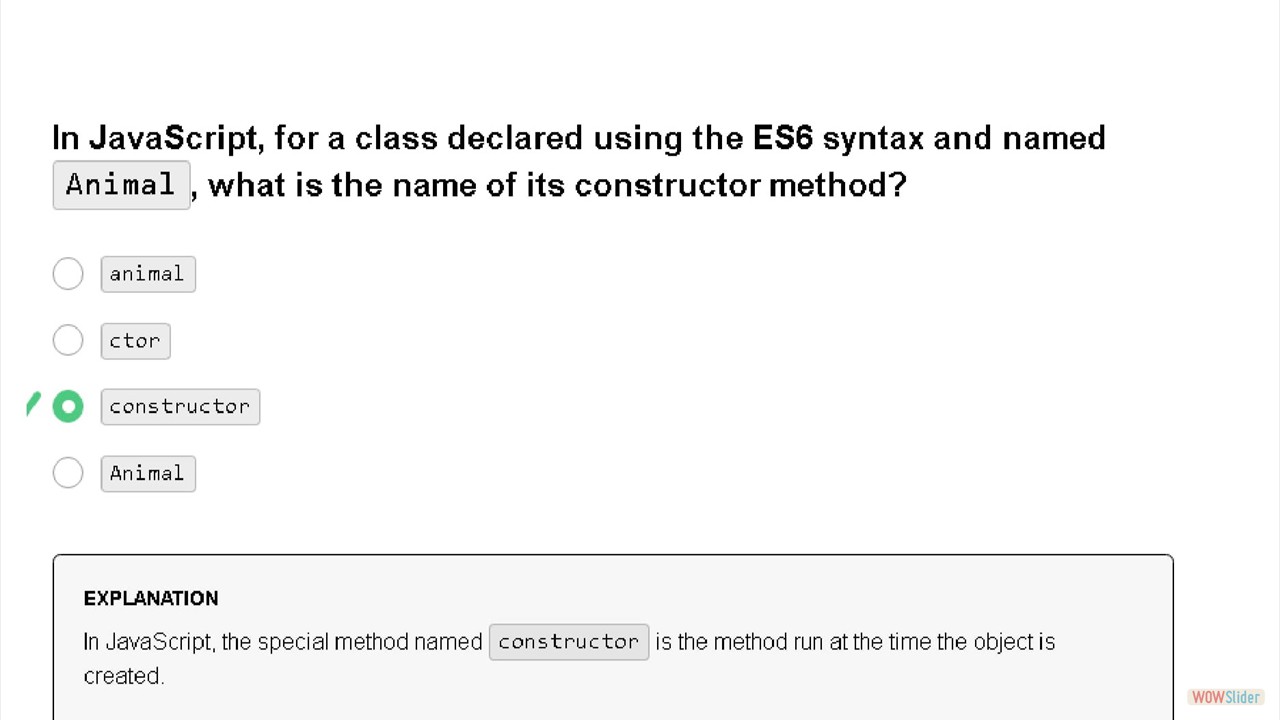 In JavaScript, for a class declared using the ES6 syntax and named
Animal, what is the name of its constructor method?
animal
ctor
constructor
Animal
EXPLANATION
In JavaScript, the special method named constructor is the method run at the time the object is
created.
WOWSlider